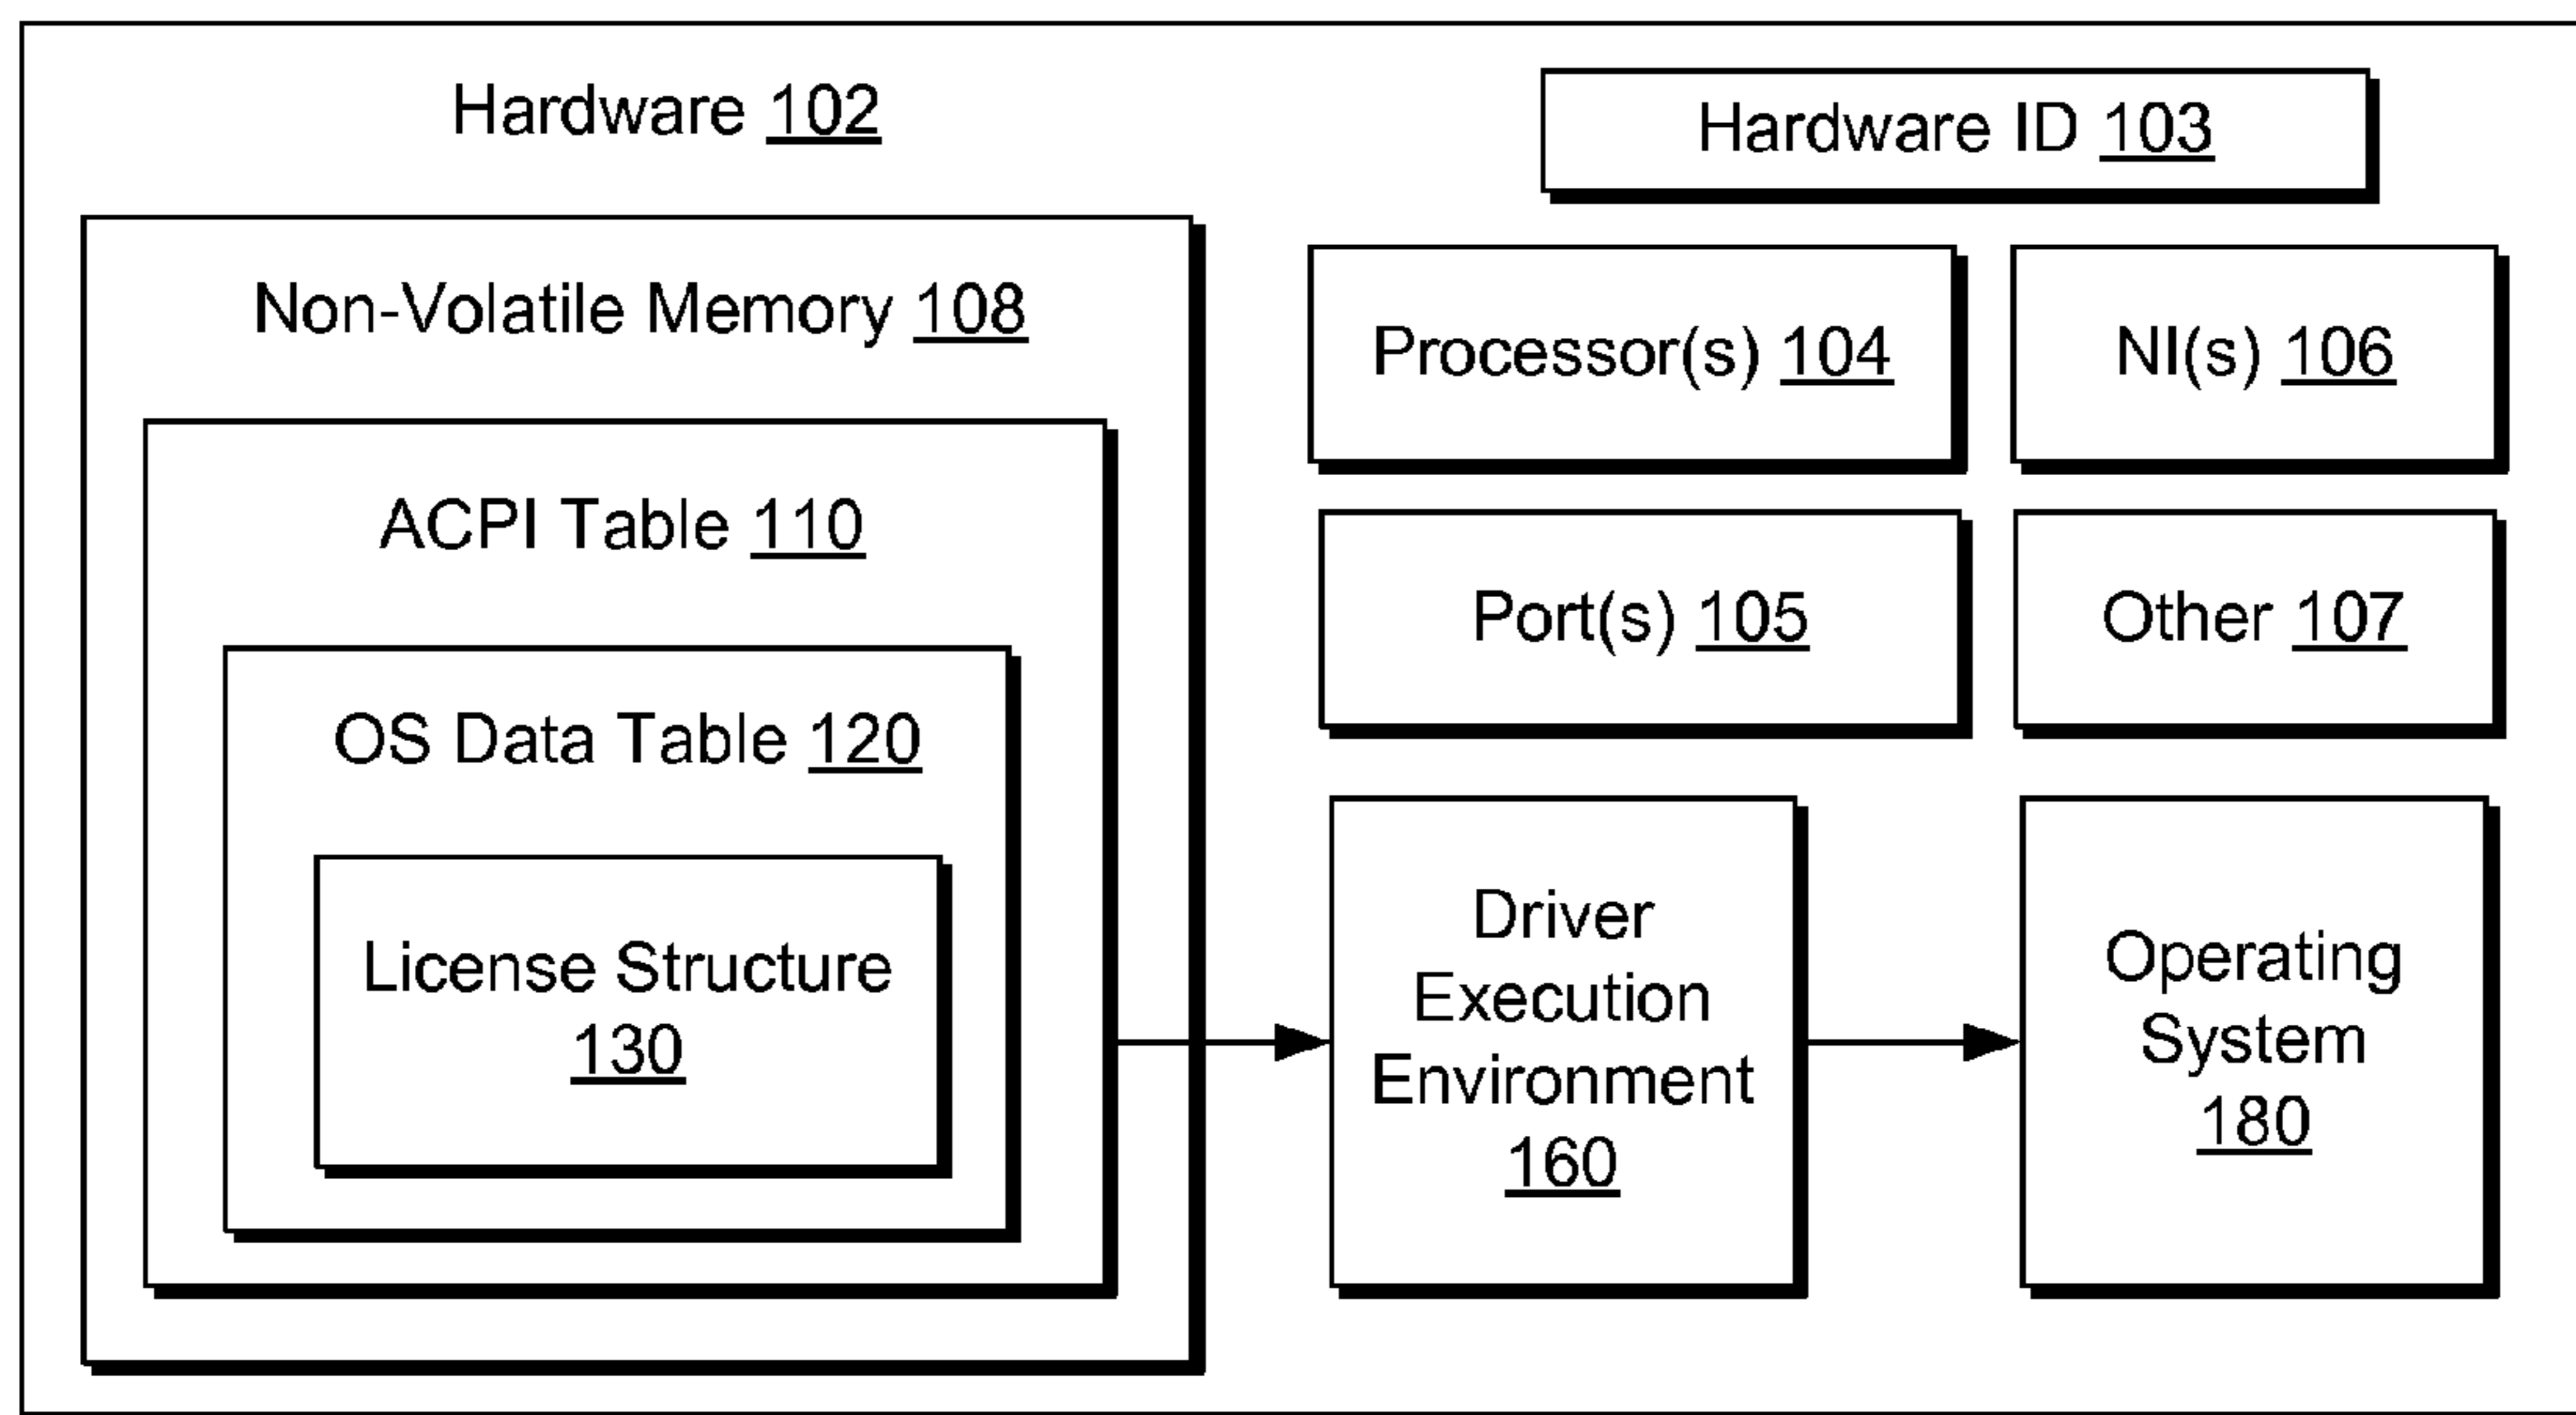 Hardware 102
Hardware ID 103
Non-Volatile Memory 108
Processor(s) 104
NI(s) 106
ACPI Table 110
Port(s) 105
Other 107
OS Data Table 120
License Structure
130
Driver
Execution
Environment
160
Operating
System
180